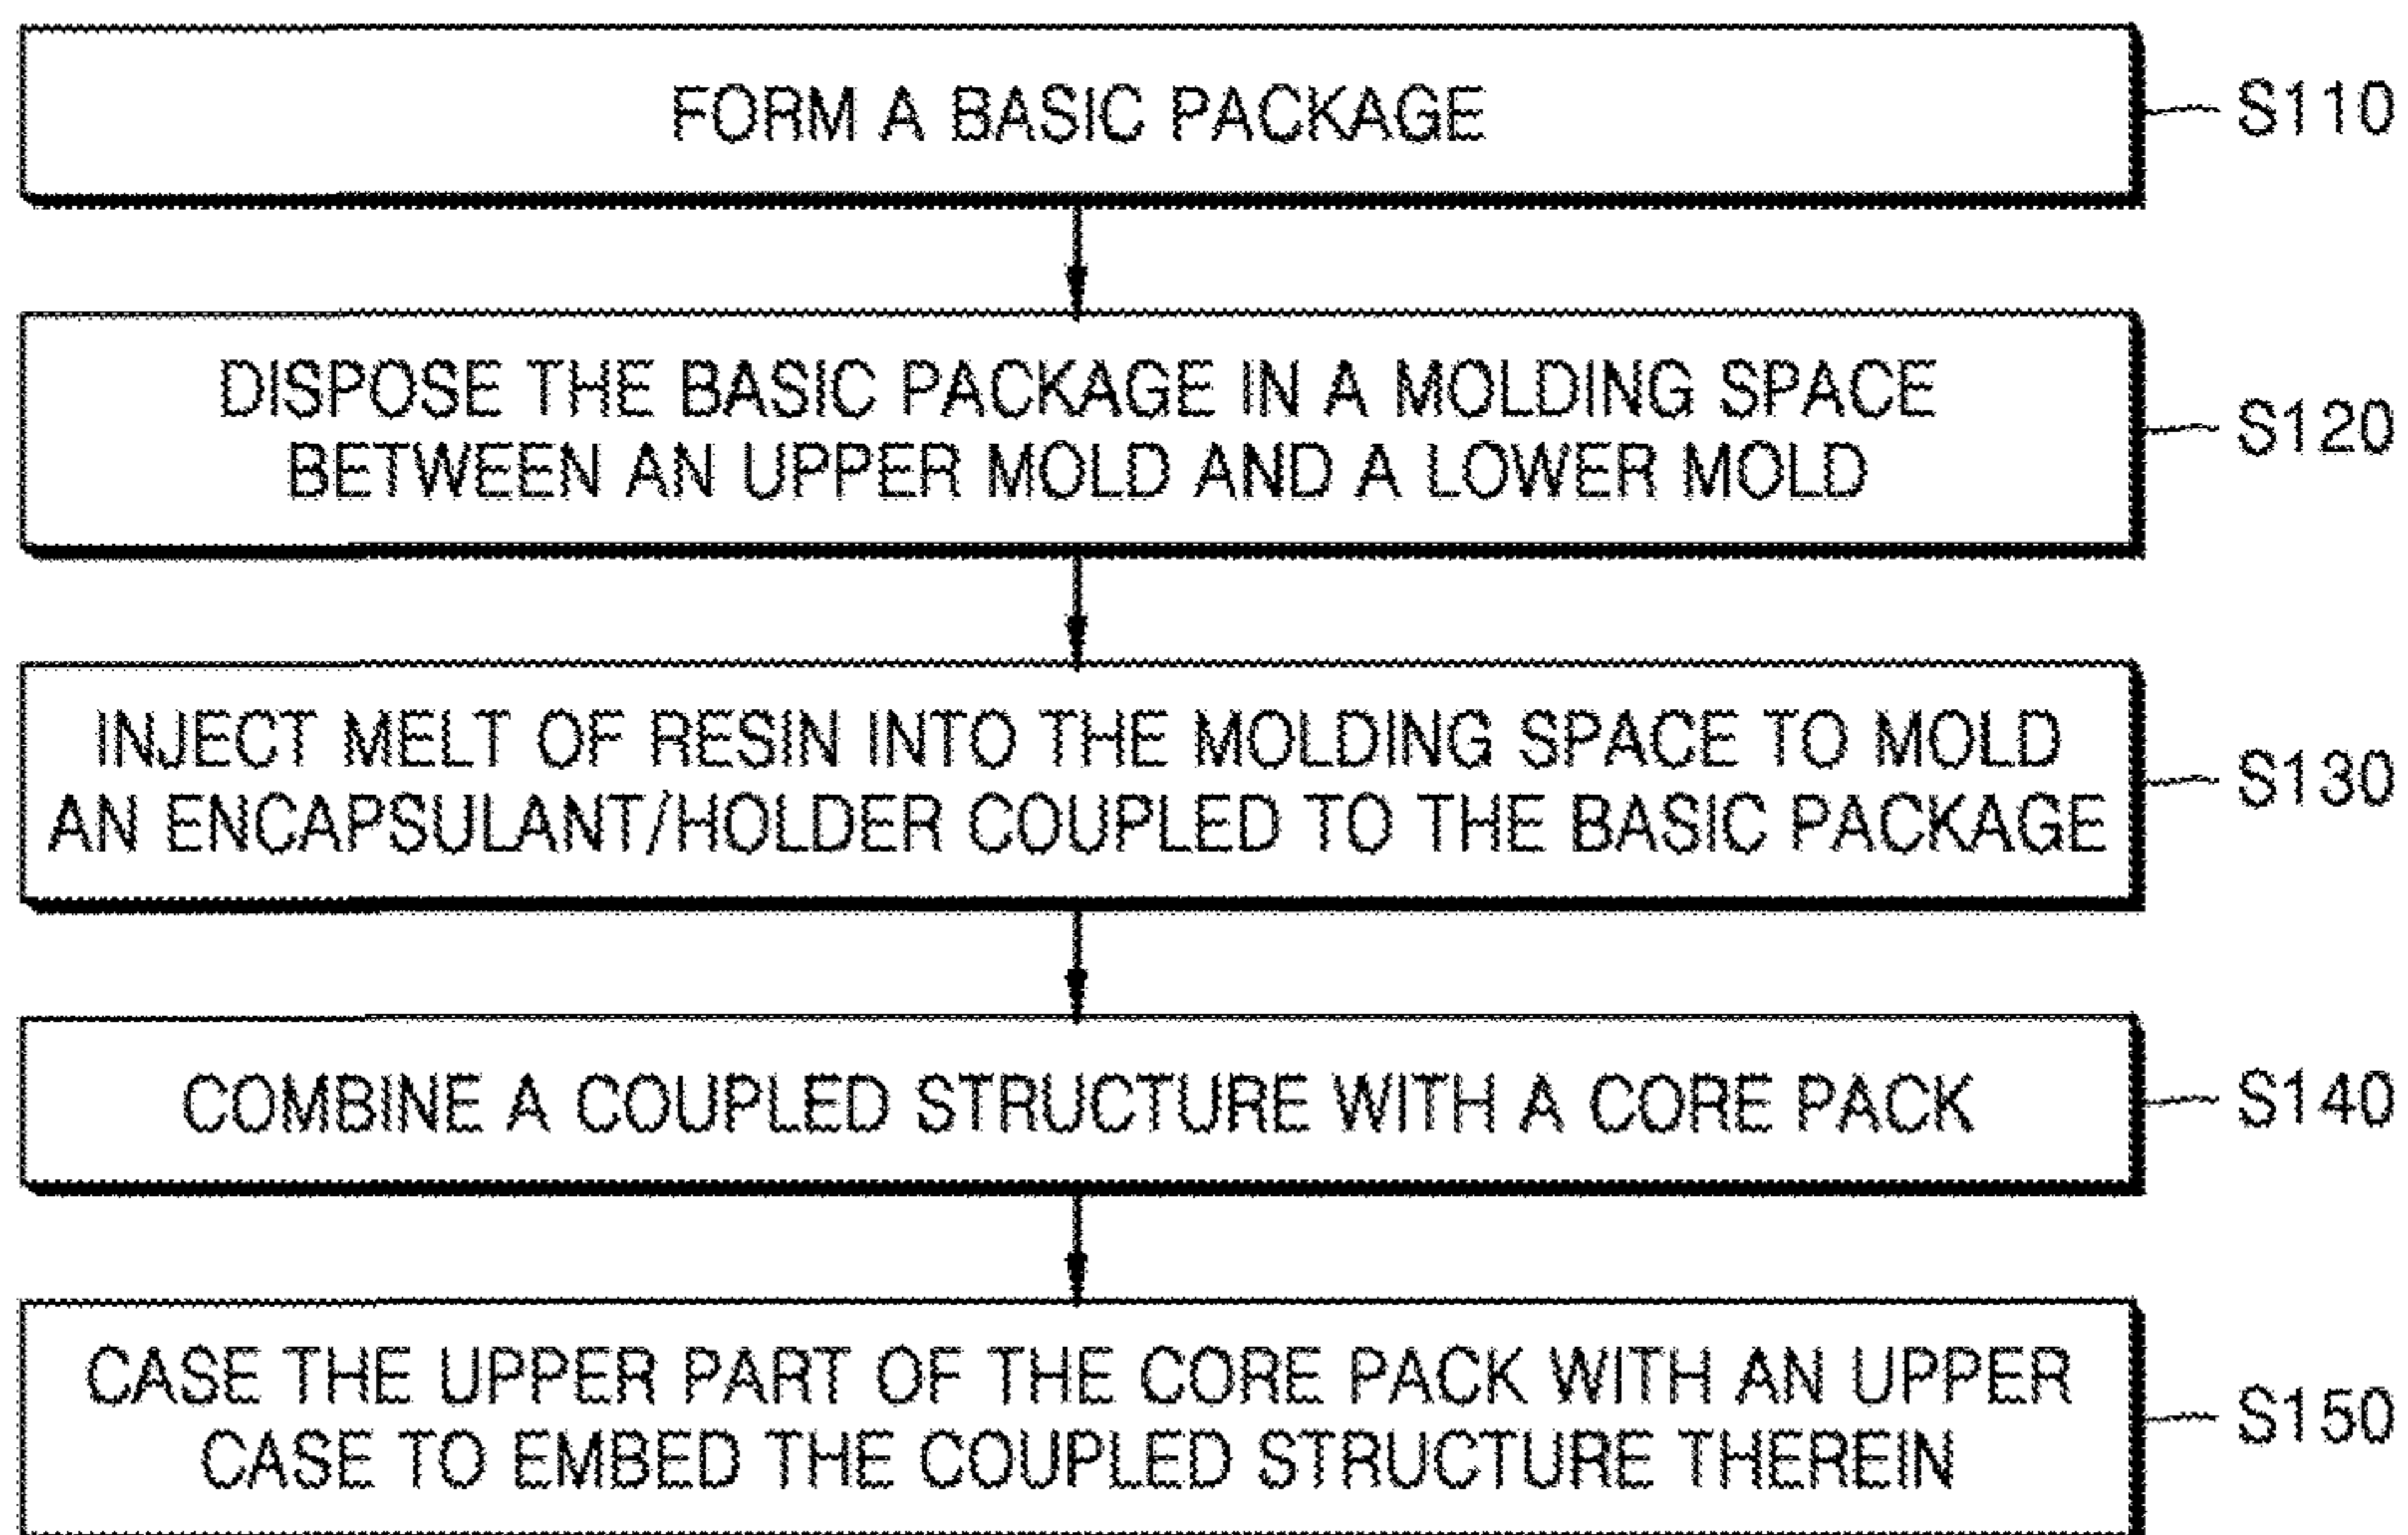 FORM A BASIC PACKAGE
S110
DISPOSE THE BASIC PACKAGE IN A MOLDING SPACE
BETWEEN AN UPPER MOLD AND A LOWER MOLD
S120
INJECT MELT OF RESIN INTO THE MOLDING SPACE TO MOLD
AN ENCAPSULANT/HOLDER COUPLED TO THE BASIC PACKAGE
S130
COMBINE A COUPLED STRUCTURE WITH A CORE PACK
S140
CASE THE UPPER PART OF THE CORE PACK WITH AN UPPER
CASE TO EMBED THE COUPLED STRUCTURE THEREIN
S150